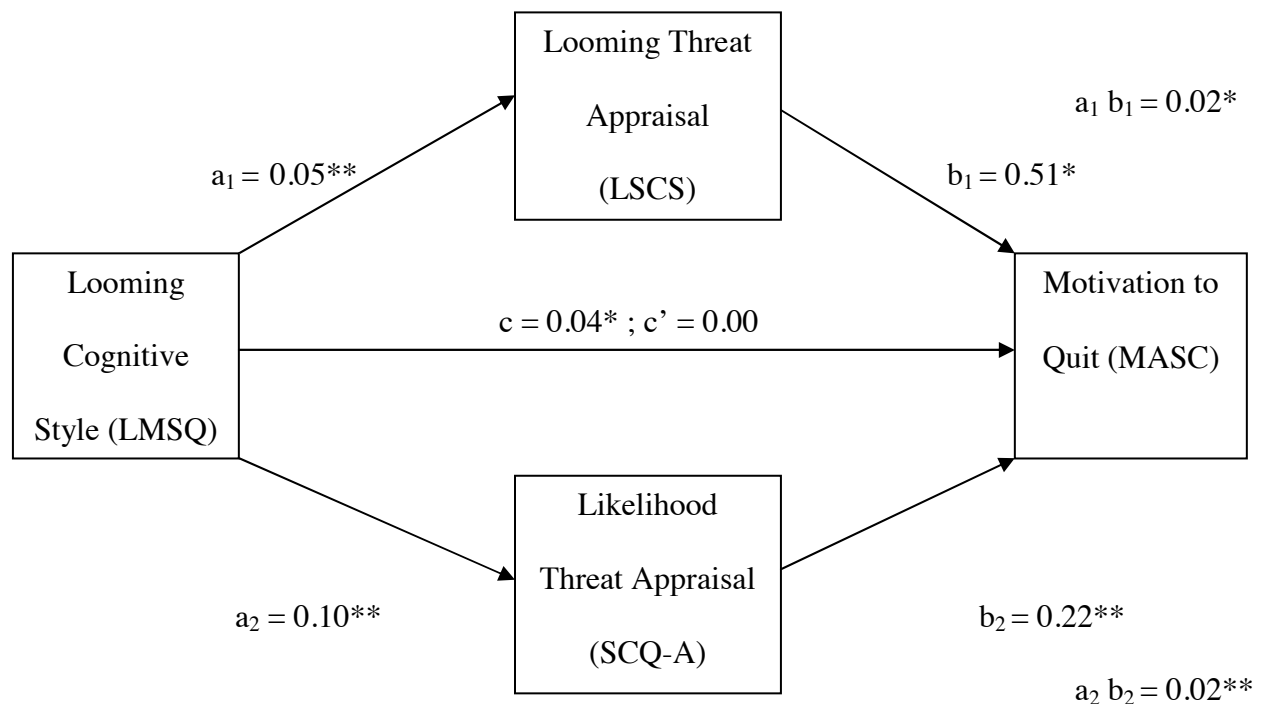 Looming Threat
Appraisal
(LSCS)
a₁ b₁ = 0.02*
a₁ = 0.05**
b₁ = 0.51*
Looming
Cognitive
Style (LMSQ)
c = 0.04* ; c’ = 0.00
Motivation to
Quit (MASC)
Likelihood
Threat Appraisal
(SCQ-A)
a₂ = 0.10**
b₂ = 0.22**
a₂ b₂ = 0.02**